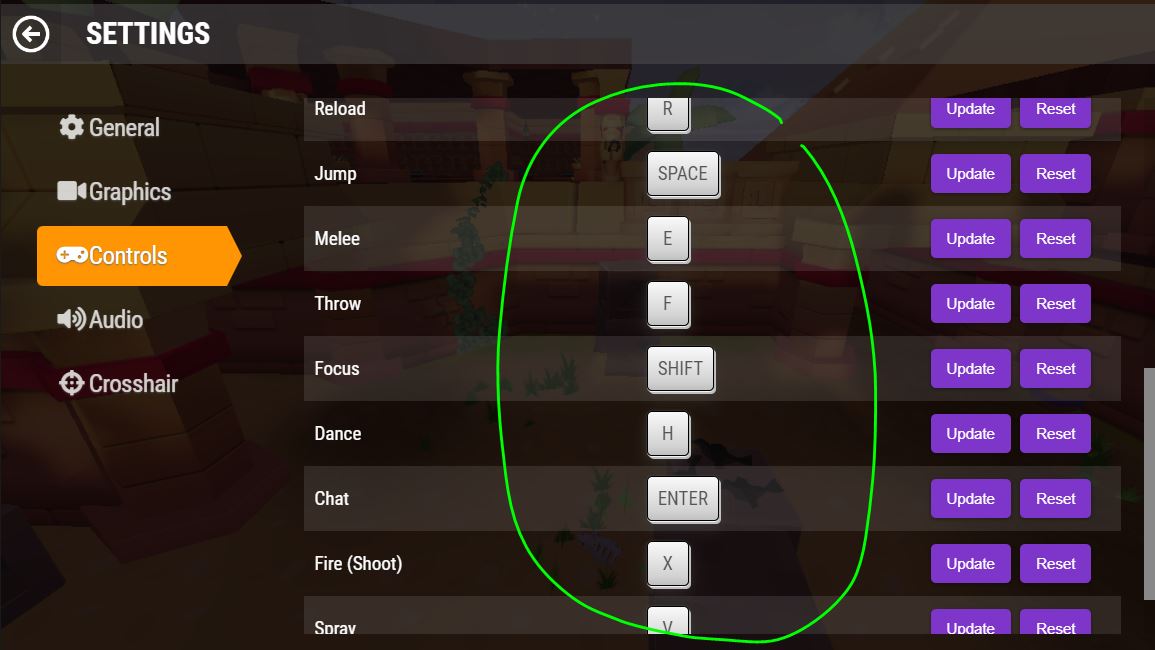 SETTINGS
General
Graphics
Controls
Audio
Crosshair
Reload R Update Reset
Jump SPACE Update Reset
Melee E Update Reset
Throw F Update Reset
Focus SHIFT Update Reset
Dance H Update Reset
Chat ENTER Update Reset
Fire (Shoot) X Update Reset
Spray V Update Reset